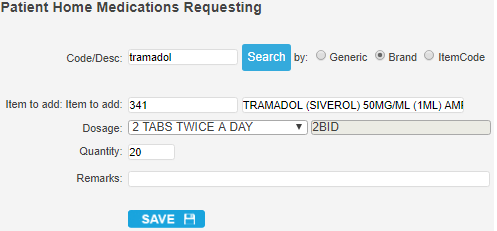 Patient Home Medications Requesting
Code/Desc: tramadol Search by: Generic Brand ItemCode
Item to add: Item to add: 341 TRAMADOL (SIVEROL) 50MG/ML (1ML) AMP
Dosage: 2 TABS TWICE A DAY 2BID
Quantity: 20
Remarks:
SAVE